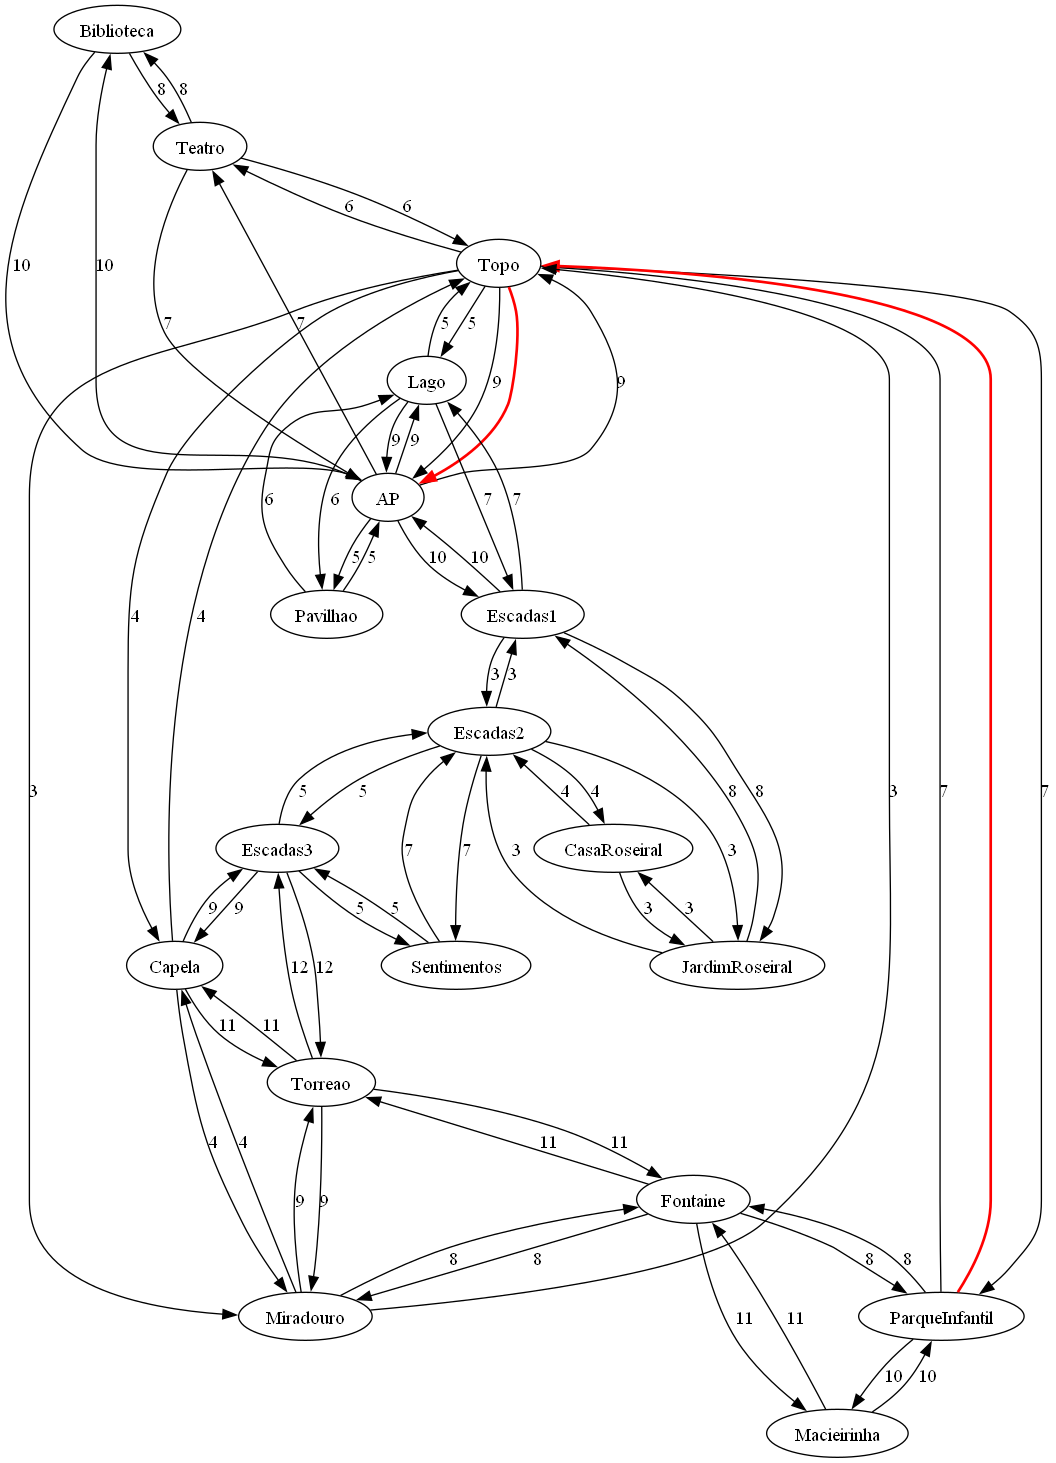 Biblioteca
8 8
Teatro
6 6
10 10
Topo
7 7 5 5
Lago
9 9
9 9
AP
6 6 7 7
5 5 10 10
Pavilhao
Escadas1
4 4
3 3
Escadas2
3 5 5 4 4 8 8 3 7 7
7 7 3 3
Escadas3
CasaRoseiral
9 9 5 5 3 3
Capela
Sentimentos
JardimRoseiral
11 11 12 12
Torreao
4 4 11 11
Fontaine
9 9
8 8 8 8
Miradouro
ParqueInfantil
11 11 10 10
Macieirinha